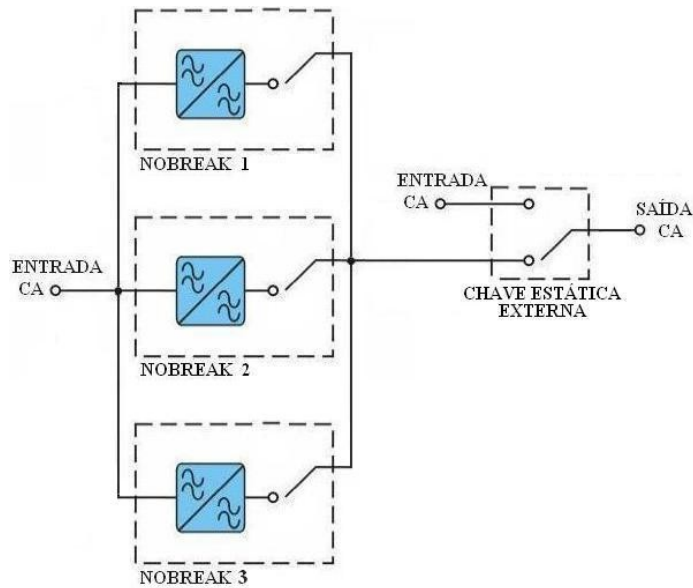 NOBREAK 1
ENTRADA
CA
NOBREAK 2
ENTRADA
CA
SAÍDA
CA
CHAVE ESTÁTICA
EXTERNA
NOBREAK 3